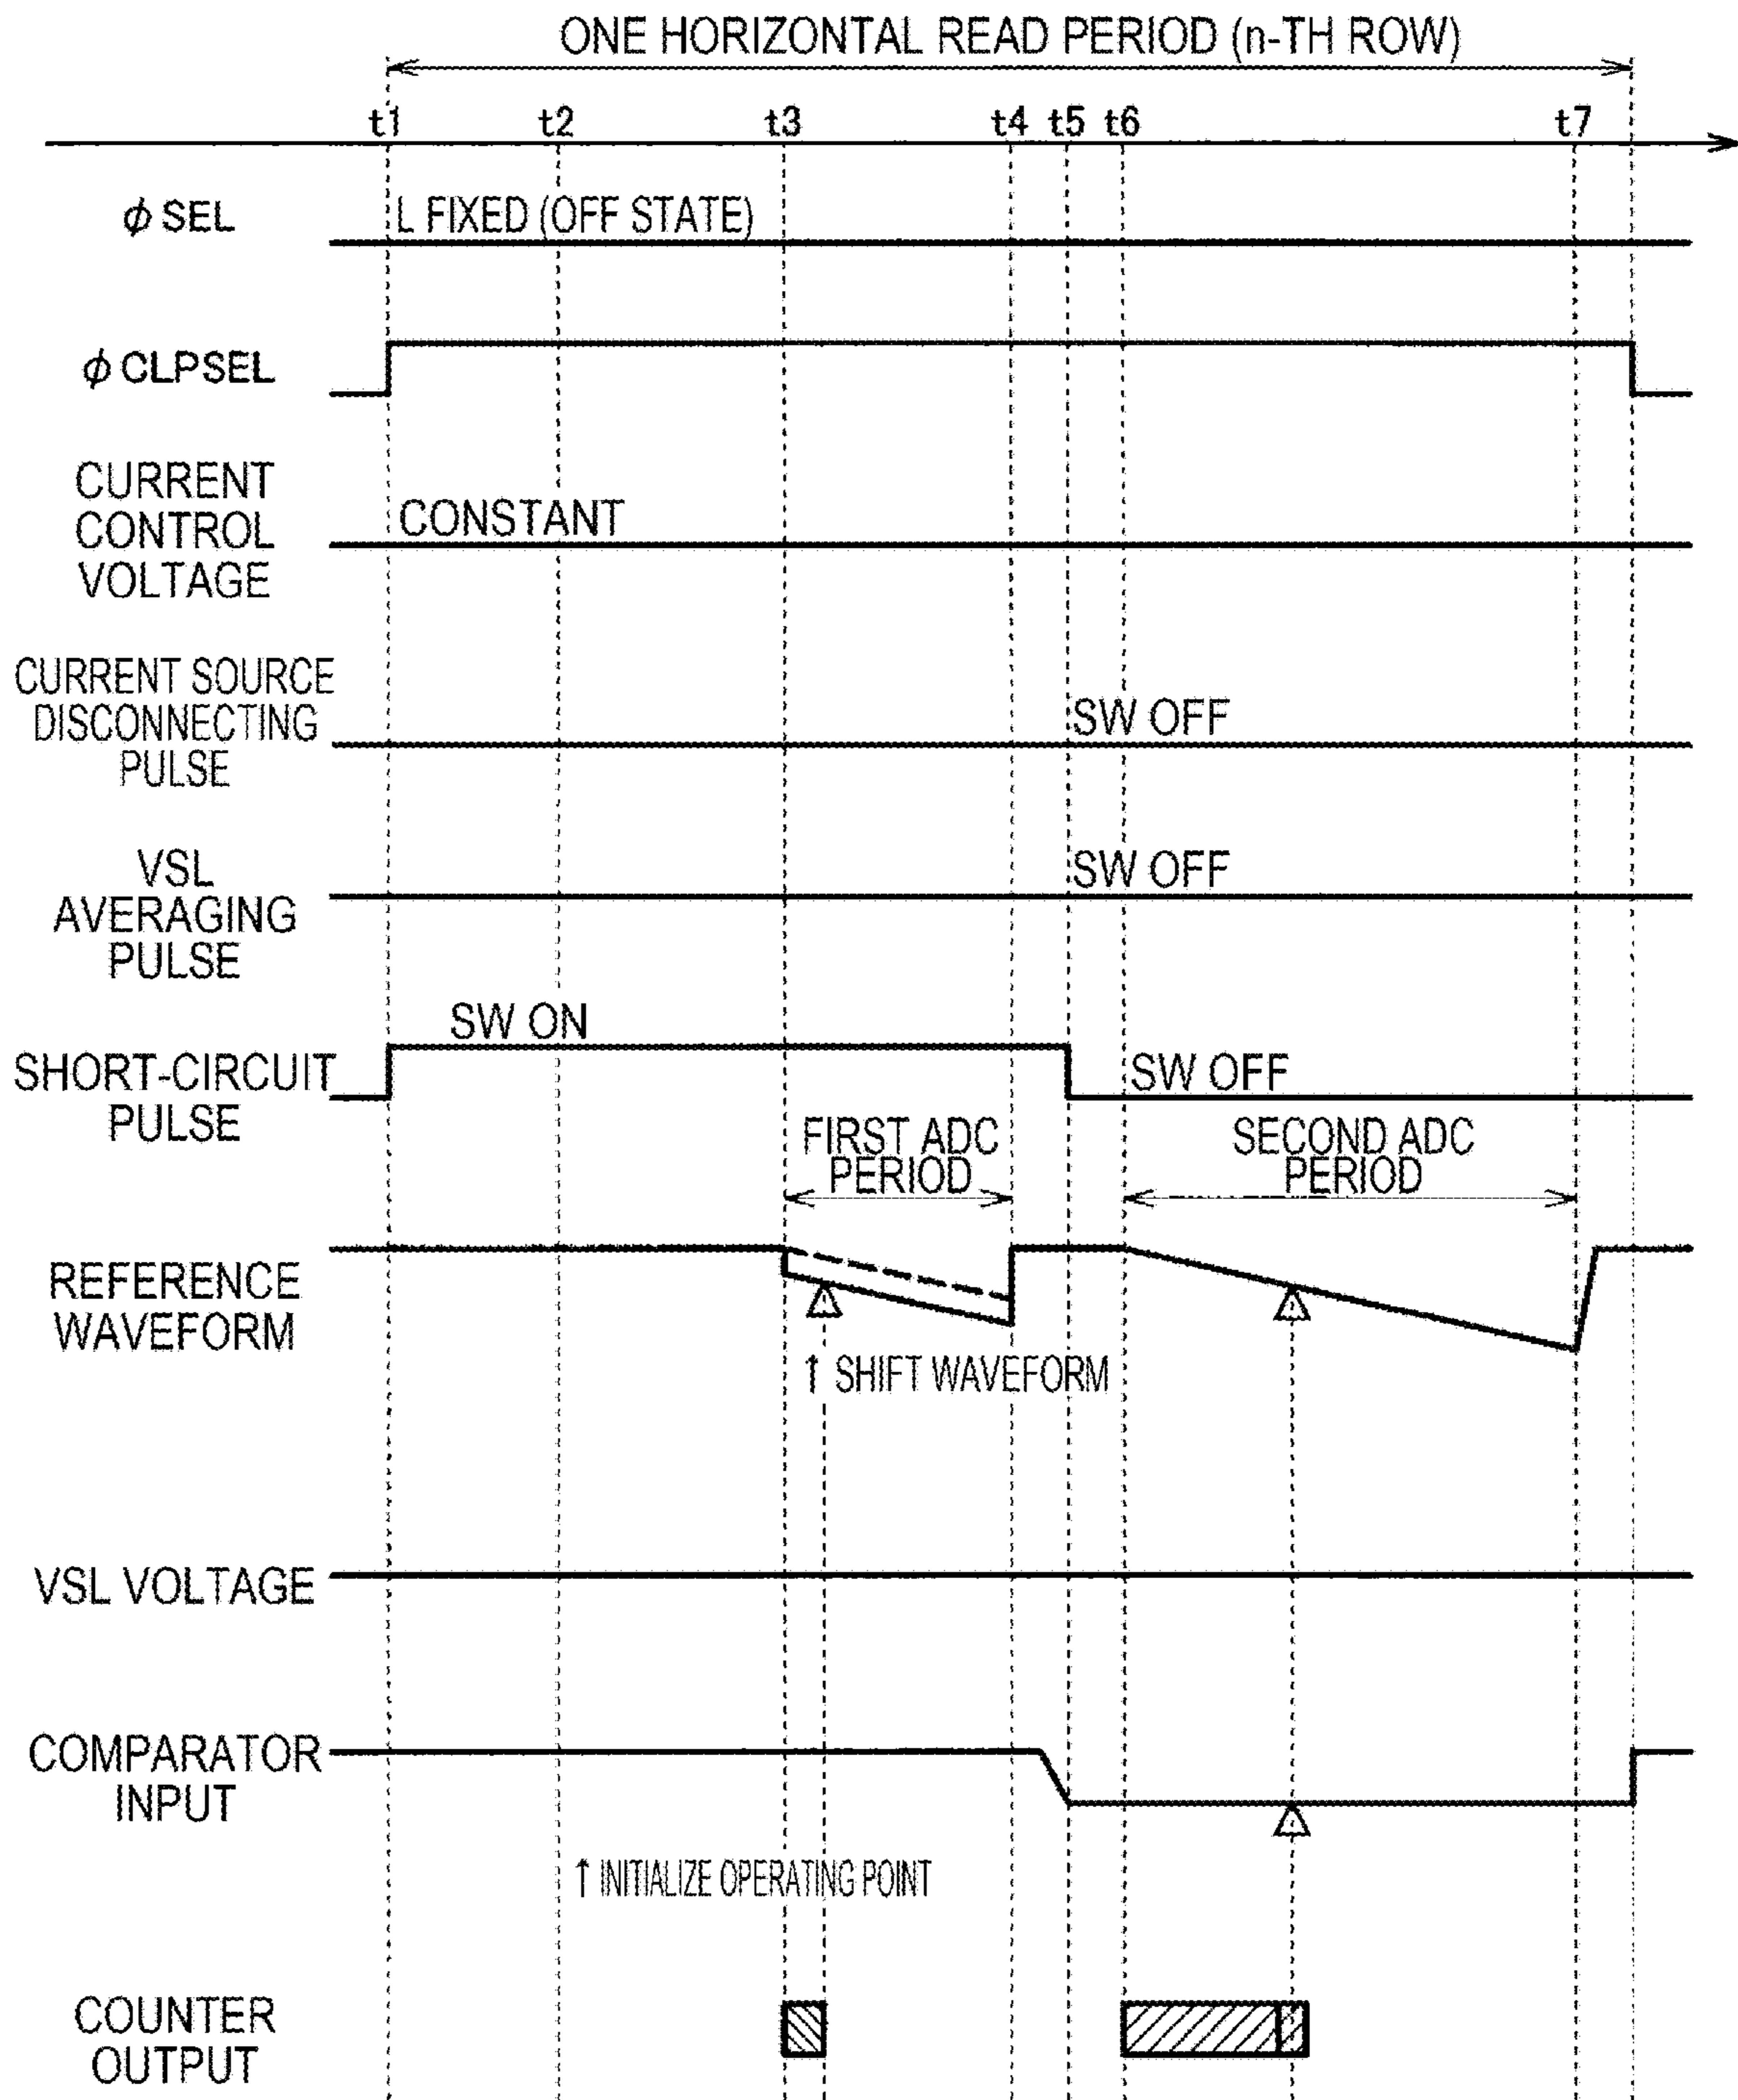 ONE HORIZONTAL READ PERIOD (n-TH ROW)
t1 t2 t3 t4 t5 t6 t7
ϕ SEL
L FIXED (OFF STATE)
ϕ CLPSEL
CURRENT
CONTROL
VOLTAGE
CONSTANT
CURRENT SOURCE
DISCONNECTING
PULSE
SW OFF
VSL
AVERAGING
PULSE
SW OFF
SHORT-CIRCUIT
PULSE
SW ON
SW OFF
FIRST ADC
PERIOD
SECOND ADC
PERIOD
REFERENCE
WAVEFORM
↑ SHIFT WAVEFORM
VSL VOLTAGE
COMPARATOR
INPUT
↑ INITIALIZE OPERATING POINT
COUNTER
OUTPUT